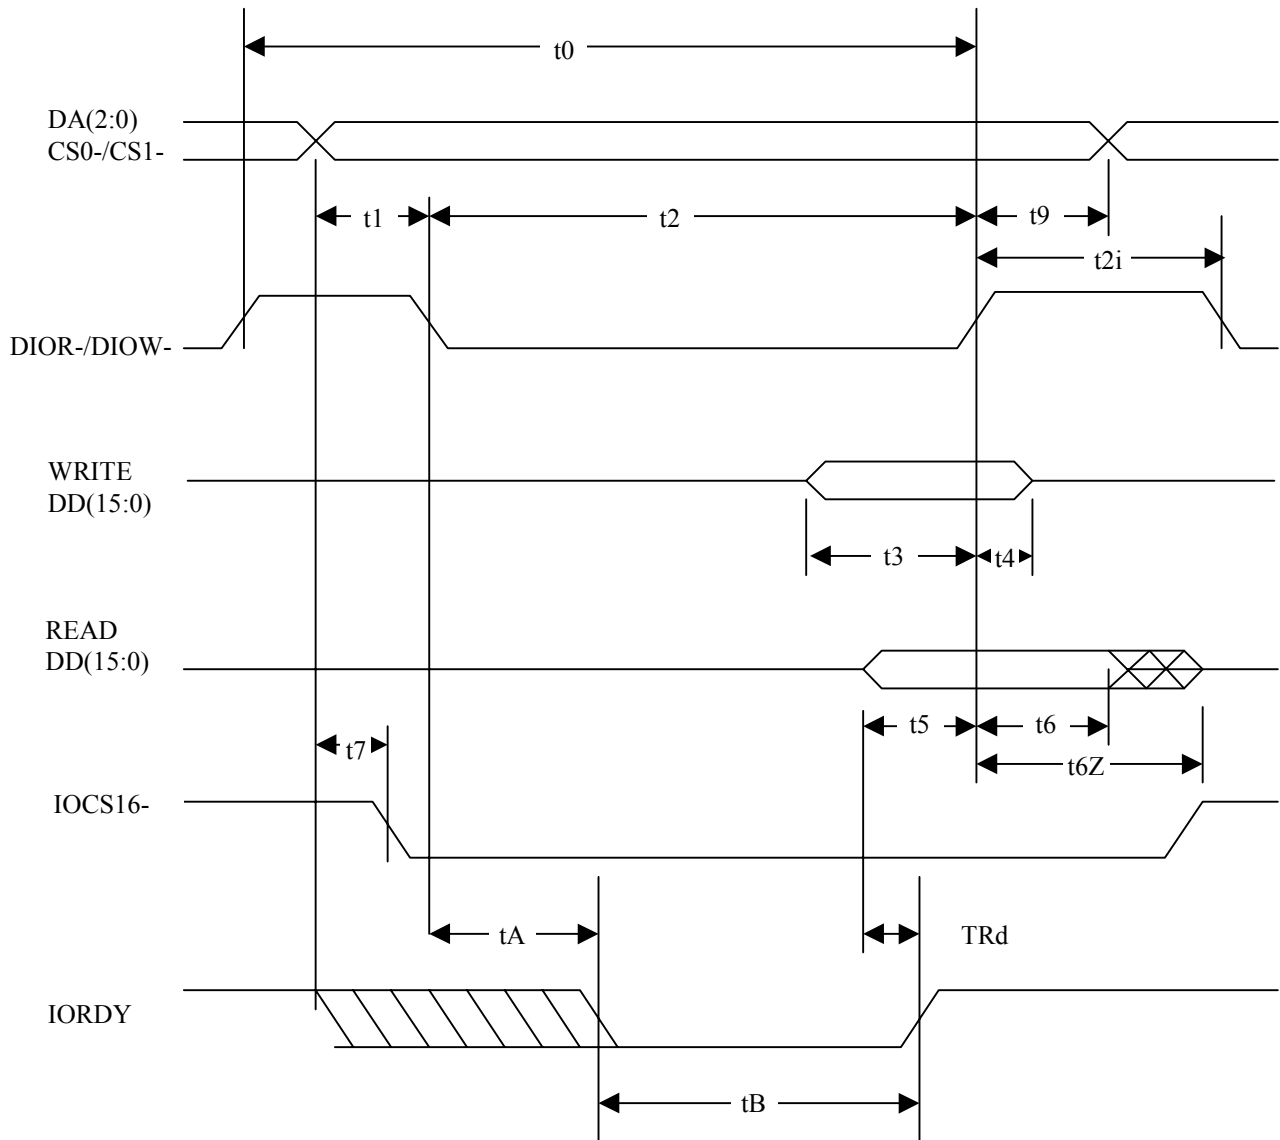 t0
DA(2:0)
CS0-/CS1-
t1
t2
t9
t2i
DIOR-/DIOW-
WRITE
DD(15:0)
t3
t4
READ
DD(15:0)
t5
t6
t7
t6Z
IOCS16-
tA
TRd
IORDY
tB